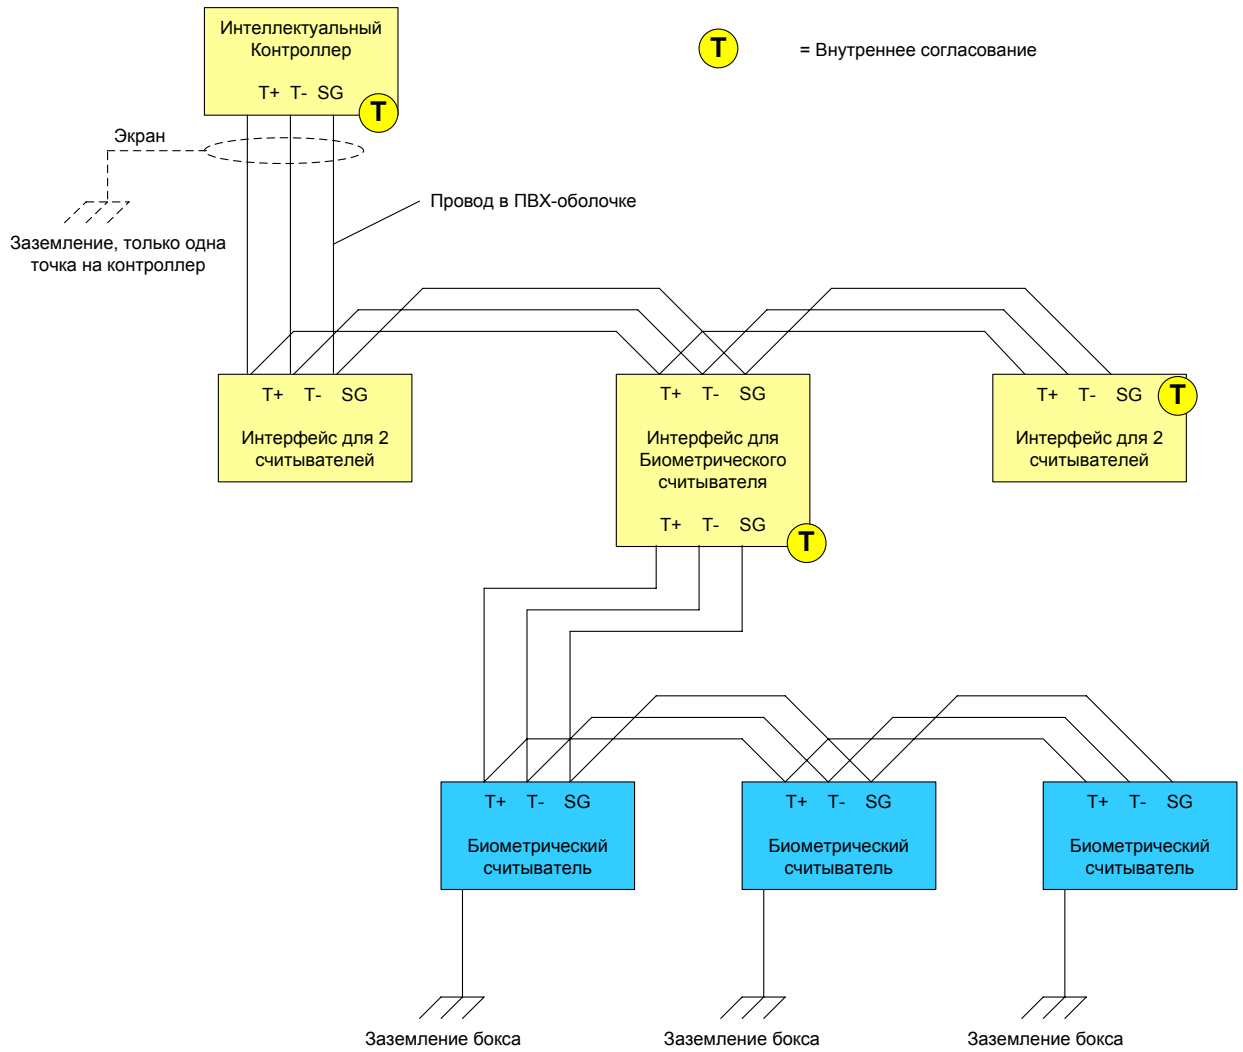 Интеллектуальный
Контроллер
T+ T- SG
T
T
= Внутреннее согласование
Экран
Провод в ПВХ-оболочке
Заземление, только одна
точка на контроллер
T+ T- SG
Интерфейс для 2
считывателей
T+ T- SG
Интерфейс для
Биометрического
считывателя
T+ T- SG
T
T+ T- SG
T
Интерфейс для 2
считывателей
T+ T- SG
Биометрический
считыватель
T+ T- SG
Биометрический
считыватель
T+ T- SG
Биометрический
считыватель
Заземление бокса
Заземление бокса
Заземление бокса